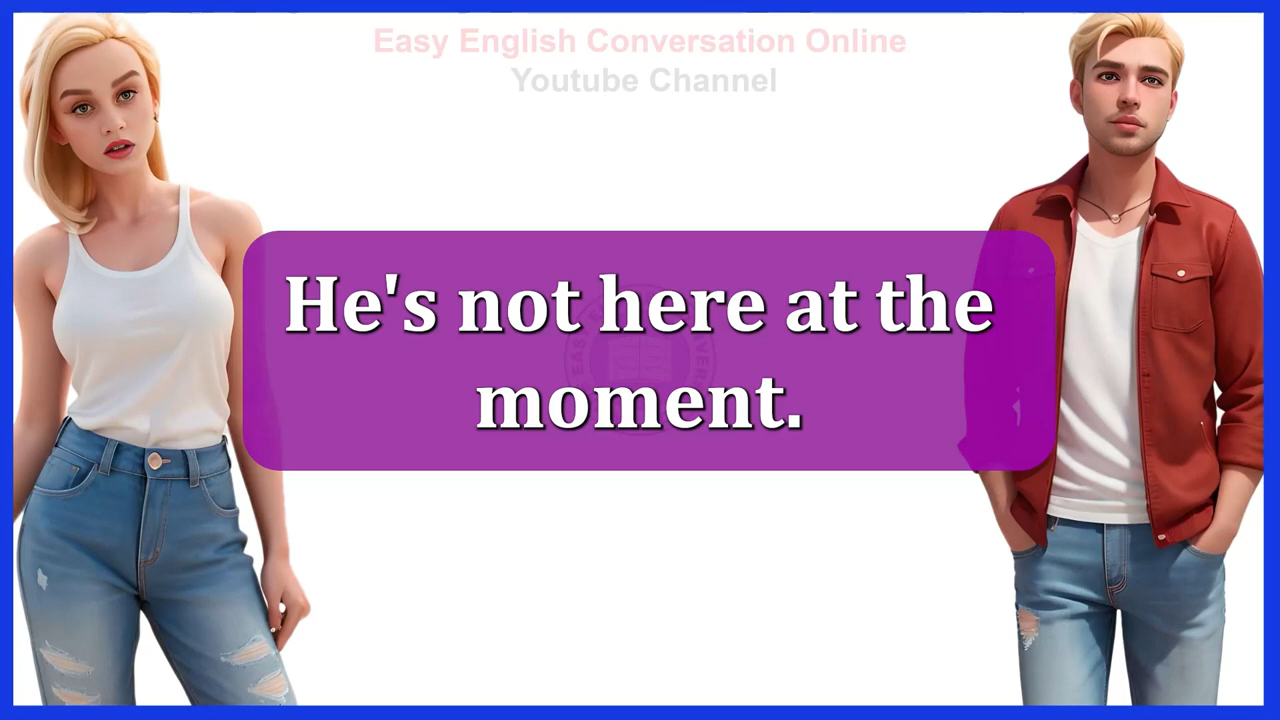 Easy English Conversation Online
Youtube Channel
He's not here at the
moment.